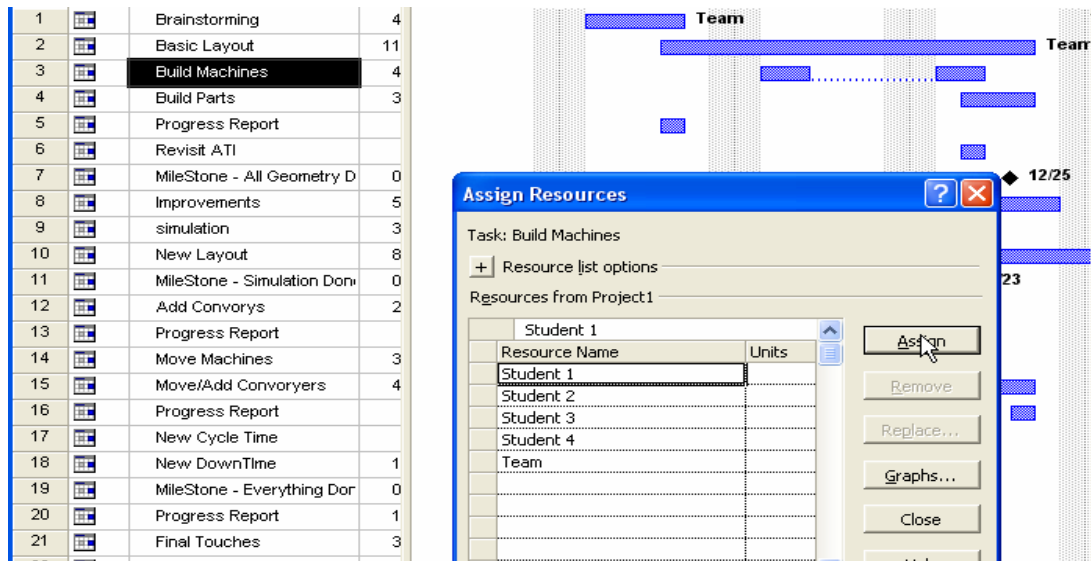 1 Brainstorming 4 Team
2 Basic Layout 11 Team
3 Build Machines 4
4 Build Parts 3
5 Progress Report
6 Revisit ATI
7 MileStone - All Geometry D 0 12/25
8 Improvements 5
9 simulation 3
10 New Layout 8
11 MileStone - Simulation Don 0 23
12 Add Convorys 2
13 Progress Report
14 Move Machines 3
15 Move/Add Convoryers 4
16 Progress Report
17 New Cycle Time
18 New DownTIme 1
19 MileStone - Everything Don 0
20 Progress Report 1
21 Final Touches 3
Assign Resources
Task: Build Machines
+ Resource list options
Resources from Project1
Student 1
Resource Name Units
Student 1
Student 2
Student 3
Student 4
Team
Assign
Remove
Replace...
Graphs...
Close